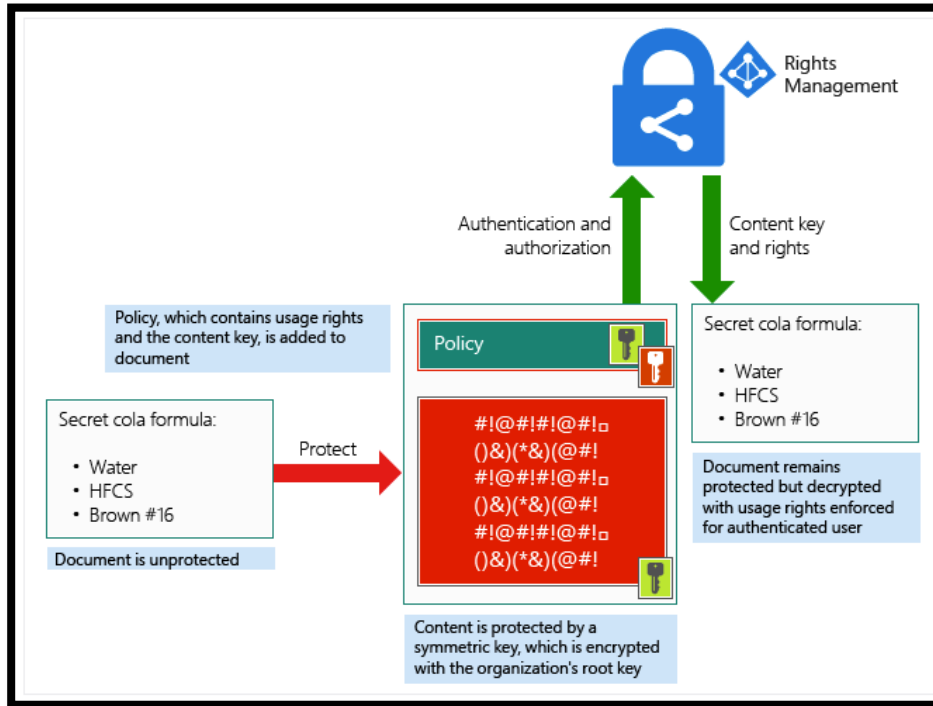 Rights
Management
Authentication and
authorization
Content key
and rights
Policy, which contains usage rights
and the content key, is added to
document
Policy
Secret cola formula:
• Water
• HFCS
• Brown #16
Document is unprotected
Protect
#!@#!#!@#!□
()&)(*&)(@#!
#!@#!#!@#!□
()&)(*&)(@#!
#!@#!#!@#!□
()&)(*&)(@#!
Content is protected by a
symmetric key, which is encrypted
with the organization's root key
Secret cola formula:
• Water
• HFCS
• Brown #16
Document remains
protected but decrypted
with usage rights enforced
for authenticated user